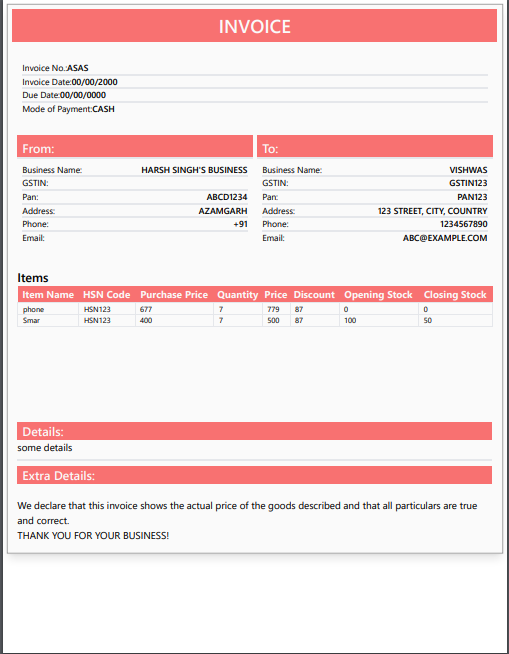 INVOICE
Invoice No.:ASAS
Invoice Date:00/00/2000
Due Date:00/00/0000
Mode of Payment:CASH
From:
Business Name: HARSH SINGH'S BUSINESS
GSTIN:
Pan: ABCD1234
Address: AZAMGARH
Phone: +91
Email:
To:
Business Name: VISHWAS
GSTIN: GSTIN123
Pan: PAN123
Address: 123 STREET, CITY, COUNTRY
Phone: 1234567890
Email: ABC@EXAMPLE.COM
Items
Item Name HSN Code Purchase Price Quantity Price Discount Opening Stock Closing Stock
phone HSN123 677 7 779 87 0 0
Smar HSN123 400 7 500 87 100 50
Details:
some details
Extra Details:
We declare that this invoice shows the actual price of the goods described and that all particulars are true
and correct.
THANK YOU FOR YOUR BUSINESS!